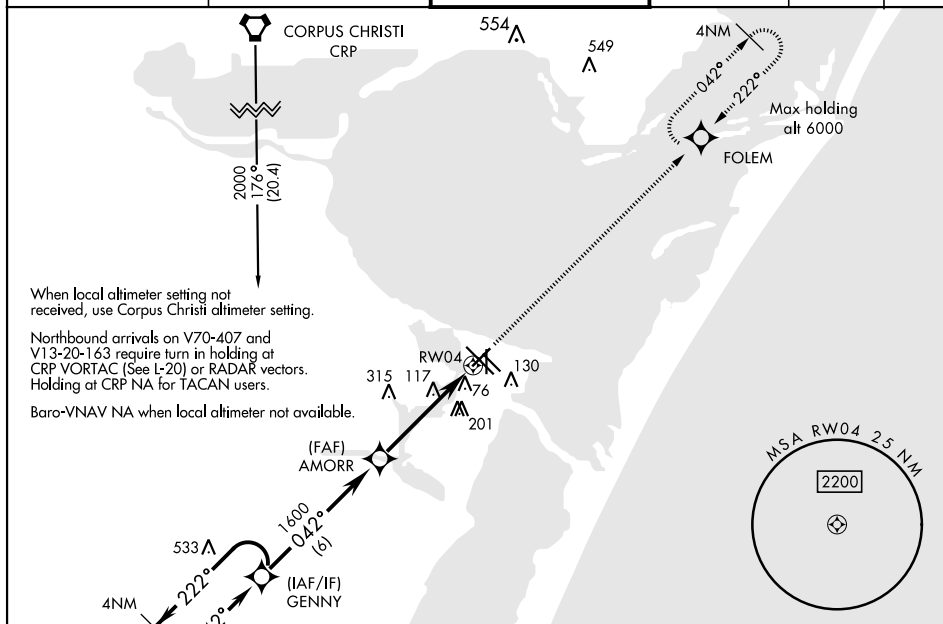 CORPUS CHRISTI
CRP
554
549
4NM
042°
222°
Max holding
alt 6000
FOLEM
2000
176°
(20.4)
When local altimeter setting not
received, use Corpus Christi altimeter setting.
Northbound arrivals on V70-407 and
V13-20-163 require turn in holding at
CRP VORTAC (See L-20) or RADAR vectors.
Holding at CRP NA for TACAN users.
Baro-VNAV NA when local altimeter not available.
RW04
315
117
76
130
201
(FAF)
AMORR
MSA RW04 25 NM
2200
1600
042°
(6)
533
222°
(IAF/IF)
GENNY
4NM